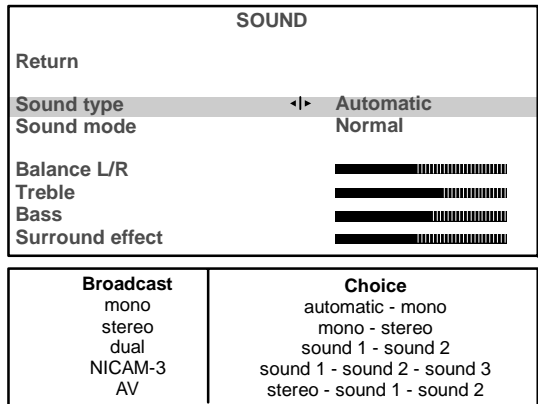 SOUND
Return
Sound type Automatic
Sound mode Normal
Balance L/R
Treble
Bass
Surround effect
Broadcast Choice
mono automatic - mono
stereo mono - stereo
dual sound 1 - sound 2
NICAM-3 sound 1 - sound 2 - sound 3
AV stereo - sound 1 - sound 2